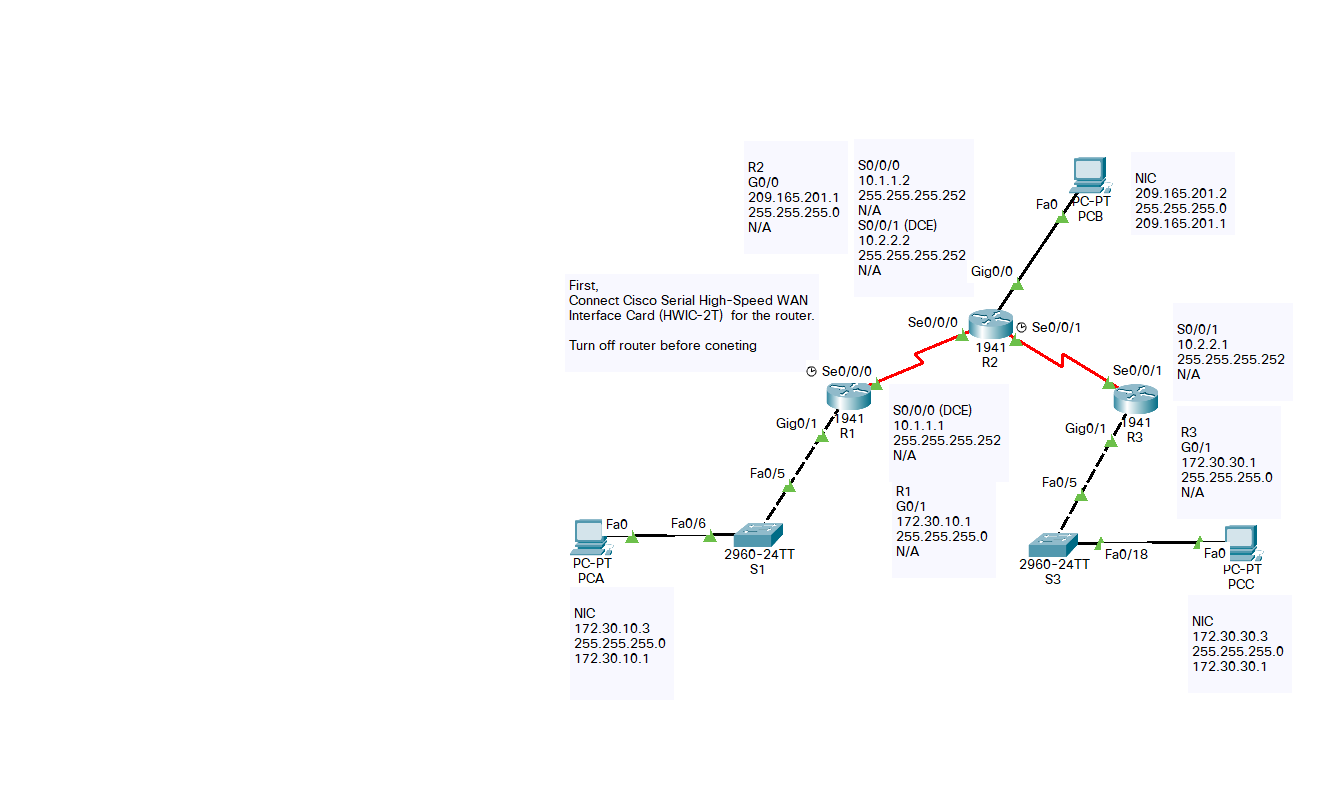 R2
G0/0
209.165.201.1
255.255.255.0
N/A
S0/0/0
10.1.1.2
255.255.255.252
N/A
S0/0/1 (DCE)
10.2.2.2
255.255.255.252
N/A
Fa0
PC-PT
PCB
NIC
209.165.201.2
255.255.255.0
209.165.201.1
Gig0/0
First,
Connect Cisco Serial High-Speed WAN
Interface Card (HWIC-2T)  for the router.
Turn off router before coneting
Se0/0/0
Se0/0/1
1941
R2
S0/0/1
10.2.2.1
255.255.255.252
N/A
Se0/0/0
1941
R1
Gig0/1
Fa0/5
S0/0/0 (DCE)
10.1.1.1
255.255.255.252
N/A
R1
G0/1
172.30.10.1
255.255.255.0
N/A
Se0/0/1
1941
R3
Gig0/1
Fa0/5
R3
G0/1
172.30.30.1
255.255.255.0
N/A
Fa0
Fa0/6
PC-PT
PCA
2960-24TT
S1
2960-24TT
S3
Fa0/18
Fa0
PC-PT
PCC
NIC
172.30.10.3
255.255.255.0
172.30.10.1
NIC
172.30.30.3
255.255.255.0
172.30.30.1